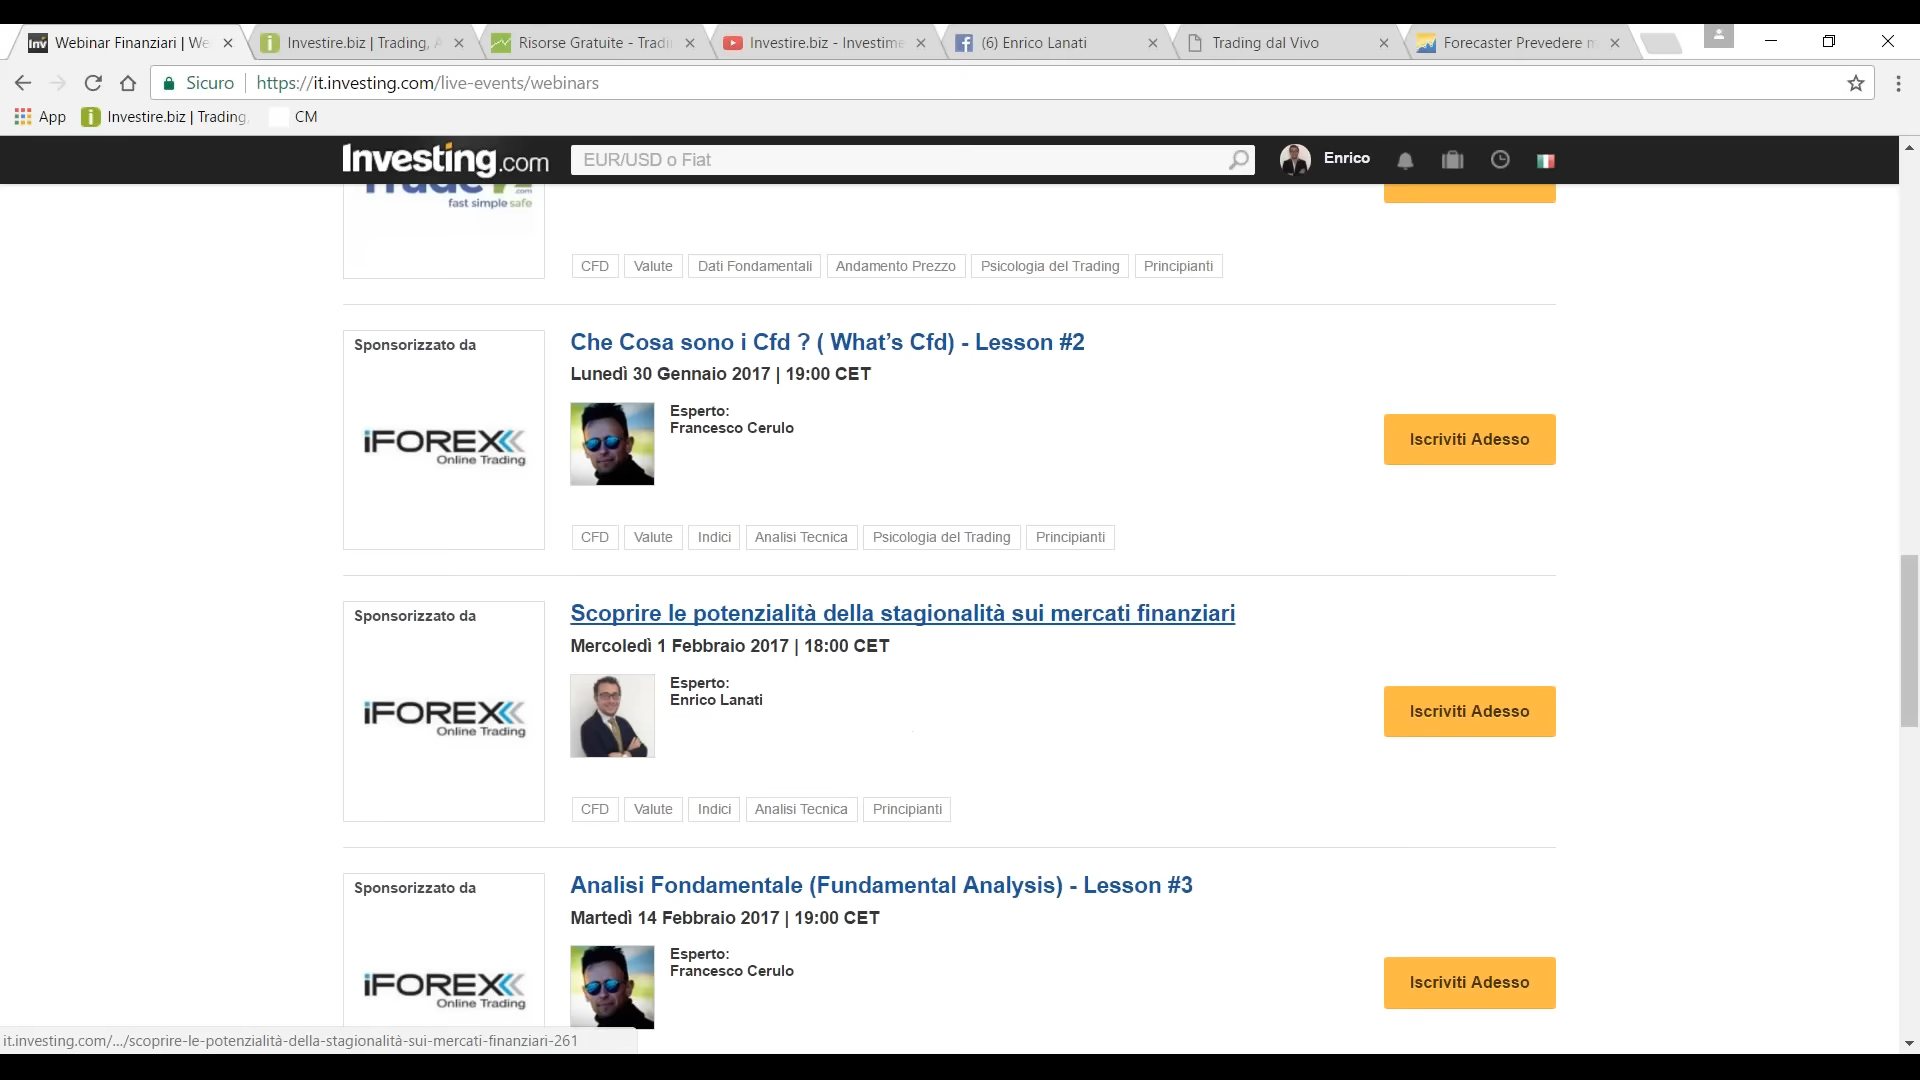 Webinar Finanziari | We
Investire.biz | Trading, A
Risorse Gratuite - Tradi
Investire.biz - Investime
(6) Enrico Lanati
Trading dal Vivo
Forecaster Prevedere m
Sicuro
https://it.investing.com/live-events/webinars
App
Investire.biz | Trading,
CM
Investing.com
EUR/USD o Fiat
Enrico
.com
fast simple safe
CFD
Valute
Dati Fondamentali
Andamento Prezzo
Psicologia del Trading
Principianti
Sponsorizzato da
iFOREX
Online Trading
Che Cosa sono i Cfd ? ( What’s Cfd) - Lesson #2
Lunedì 30 Gennaio 2017 | 19:00 CET
Esperto:
Francesco Cerulo
Iscriviti Adesso
CFD
Valute
Indici
Analisi Tecnica
Psicologia del Trading
Principianti
Sponsorizzato da
iFOREX
Online Trading
Scoprire le potenzialità della stagionalità sui mercati finanziari
Mercoledì 1 Febbraio 2017 | 18:00 CET
Esperto:
Enrico Lanati
Iscriviti Adesso
CFD
Valute
Indici
Analisi Tecnica
Principianti
Sponsorizzato da
iFOREX
Online Trading
Analisi Fondamentale (Fundamental Analysis) - Lesson #3
Martedì 14 Febbraio 2017 | 19:00 CET
Esperto:
Francesco Cerulo
Iscriviti Adesso
it.investing.com/.../scoprire-le-potenzialità-della-stagionalità-sui-mercati-finanziari-261